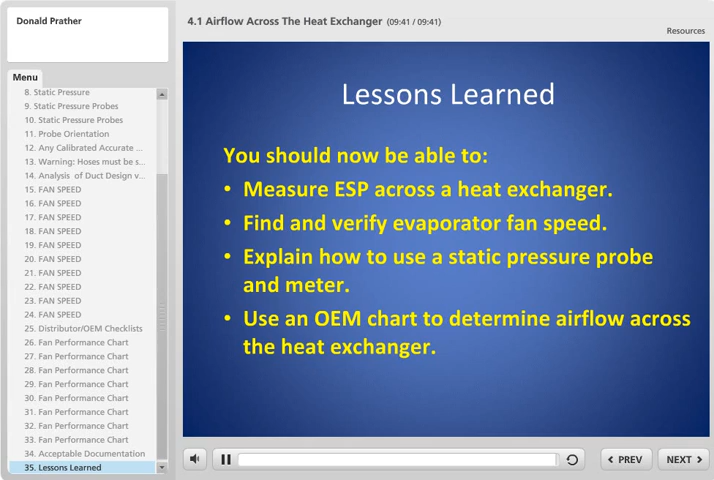 Donald Prather
4.1 Airflow Across The Heat Exchanger (09:41 / 09:41)
Resources
Menu
8. Static Pressure
9. Static Pressure Probes
10. Static Pressure Probes
11. Probe Orientation
12. Any Calibrated Accurate ...
13. Warning: Hoses must be s...
14. Analysis of Duct Design v...
15. FAN SPEED
16. FAN SPEED
17. FAN SPEED
18. FAN SPEED
19. FAN SPEED
20. FAN SPEED
21. FAN SPEED
22. FAN SPEED
23. FAN SPEED
24. FAN SPEED
25. Distributor/OEM Checklists
26. Fan Performance Chart
27. Fan Performance Chart
28. Fan Performance Chart
29. Fan Performance Chart
30. Fan Performance Chart
31. Fan Performance Chart
32. Fan Performance Chart
33. Fan Performance Chart
34. Acceptable Documentation
35. Lessons Learned
Lessons Learned
You should now be able to:
• Measure ESP across a heat exchanger.
• Find and verify evaporator fan speed.
• Explain how to use a static pressure probe
and meter.
• Use an OEM chart to determine airflow across
the heat exchanger.
PREV
NEXT